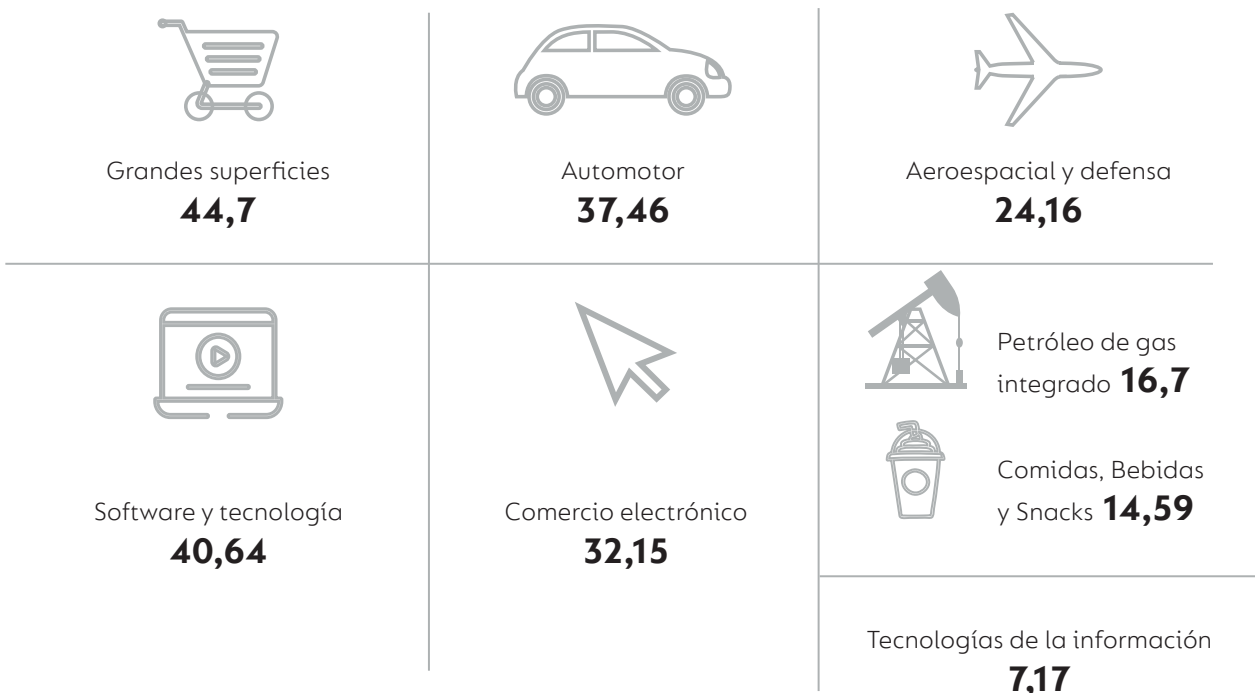 Grandes superficies
44,7
Automotor
37,46
Aeroespacial y defensa
24,16
Software y tecnología
40,64
Comercio electrónico
32,15
Petróleo de gas
integrado 16,7
Comidas, Bebidas
y Snacks 14,59
Tecnologías de la información
7,17